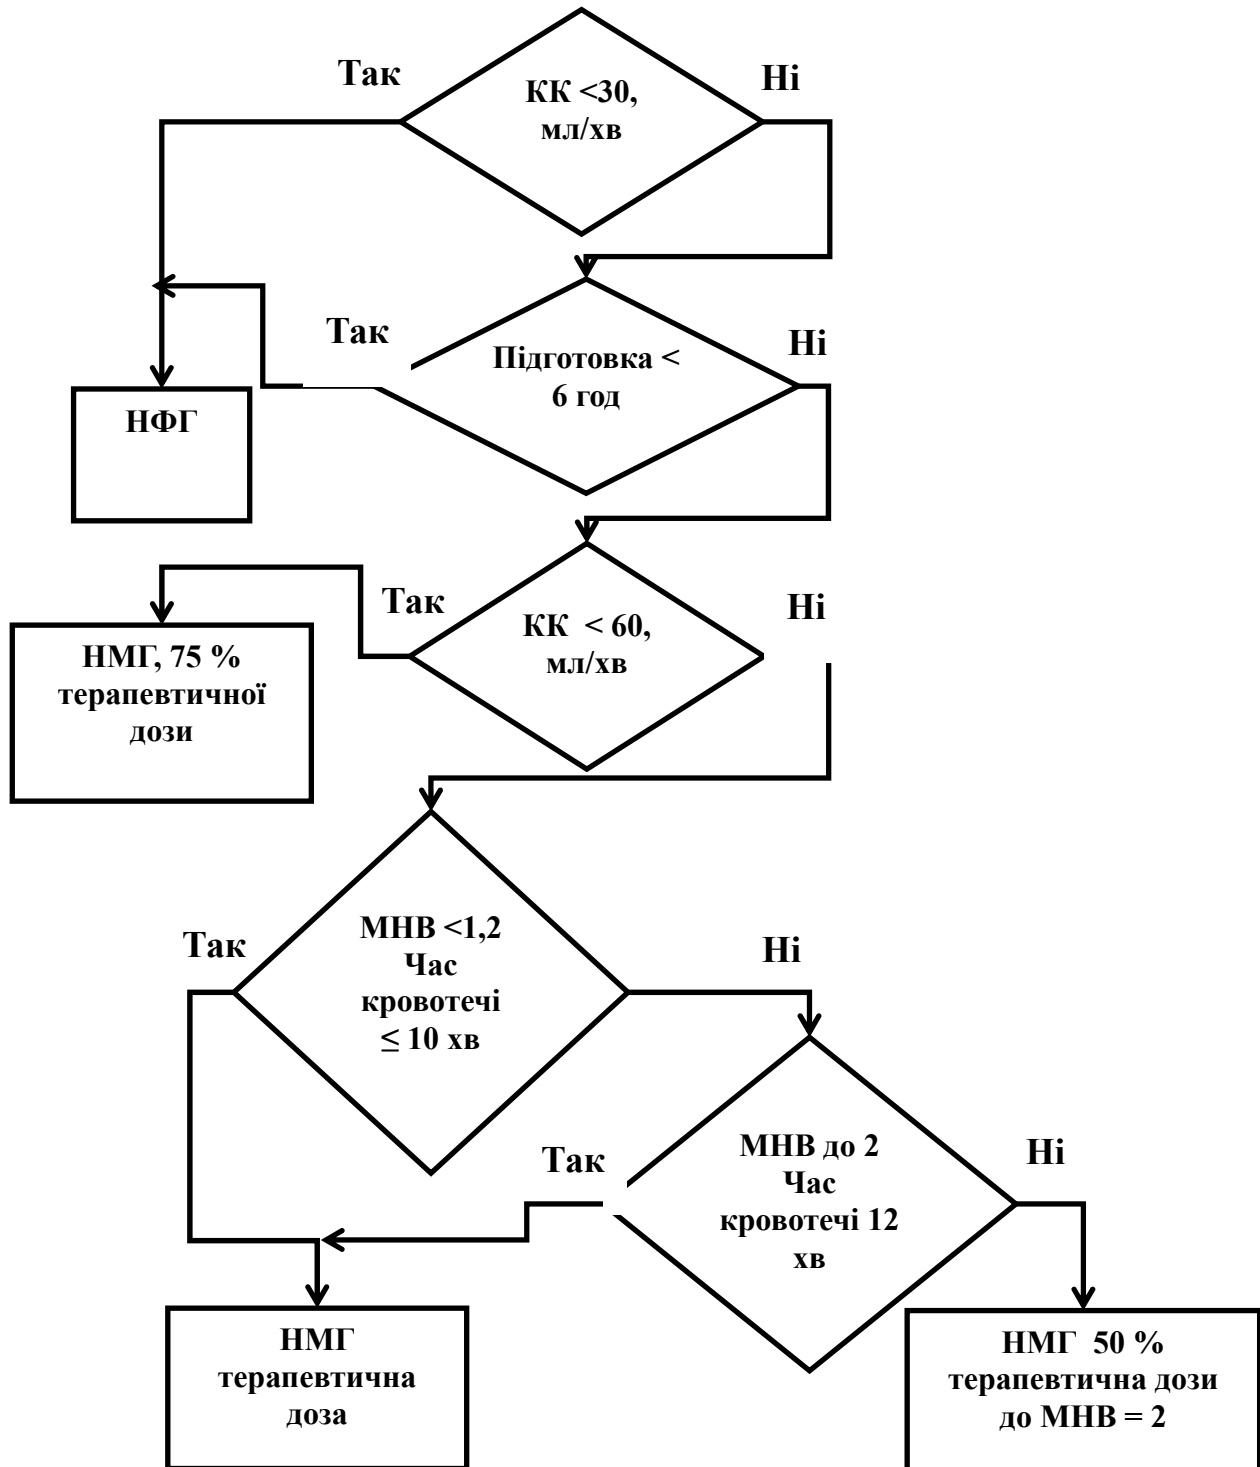 Так
КК <30,
мл/хв
Ні
Так
Підготовка <
6 год
Ні
НФГ
Так
КК < 60,
мл/хв
Ні
НМГ, 75 %
терапевтичної
дози
Так
МНВ <1,2
Час
кровотечі
≤ 10 хв
Ні
Так
МНВ до 2
Час
кровотечі 12
хв
Ні
НМГ
терапевтична
доза
НМГ 50 %
терапевтична дози
до МНВ = 2